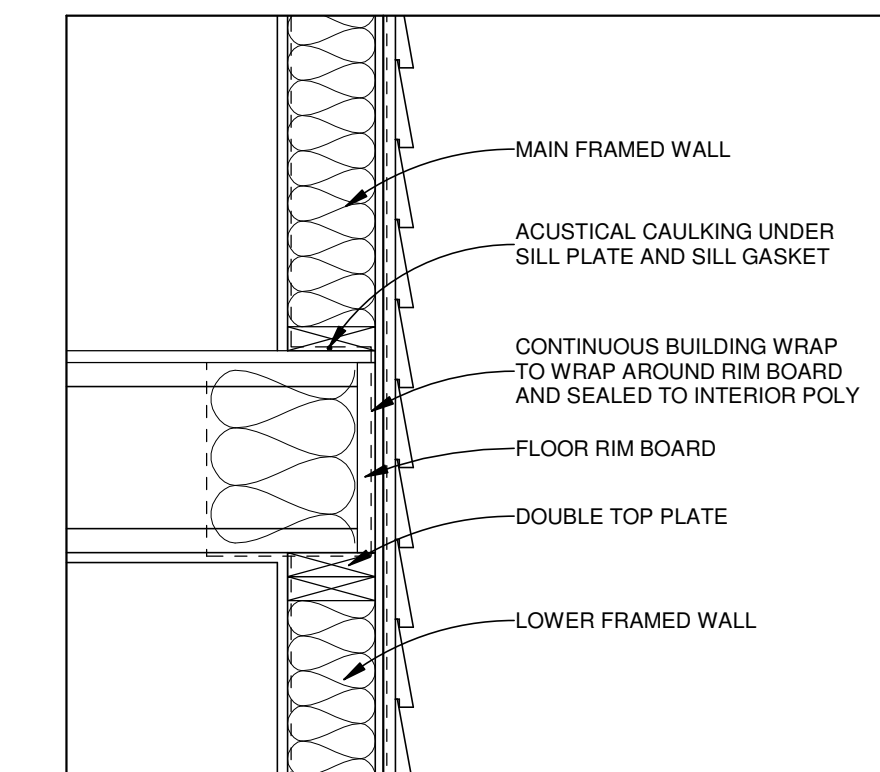 MAIN FRAMED WALL
ACUSTICAL CAULKING UNDER
SILL PLATE AND SILL GASKET
CONTINUOUS BUILDING WRAP
TO WRAP AROUND RIM BOARD
AND SEALED TO INTERIOR POLY
FLOOR RIM BOARD
DOUBLE TOP PLATE
LOWER FRAMED WALL